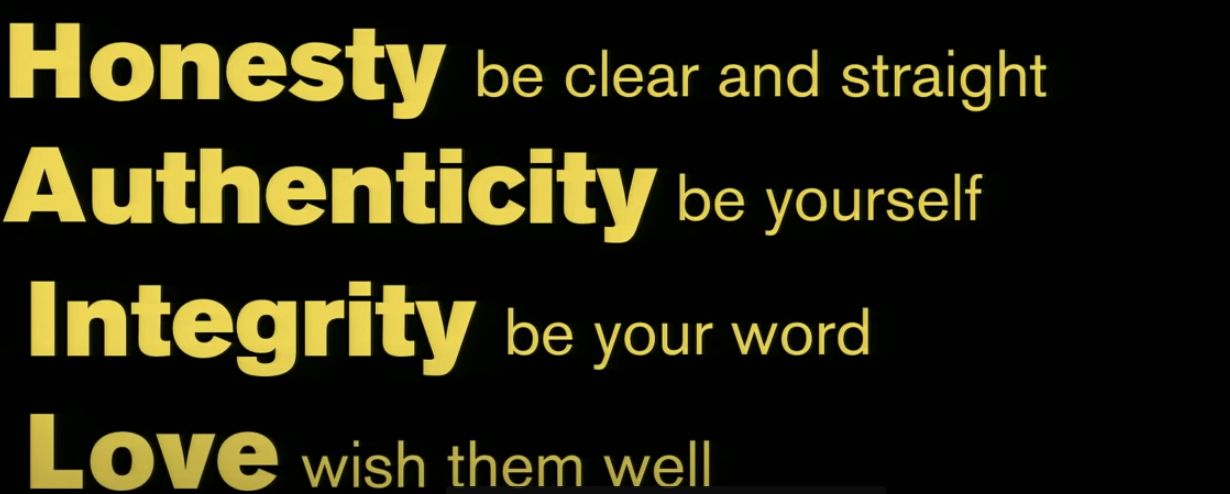 Honesty be clear and straight
Authenticity be yourself
Integrity be your word
Love wish them well